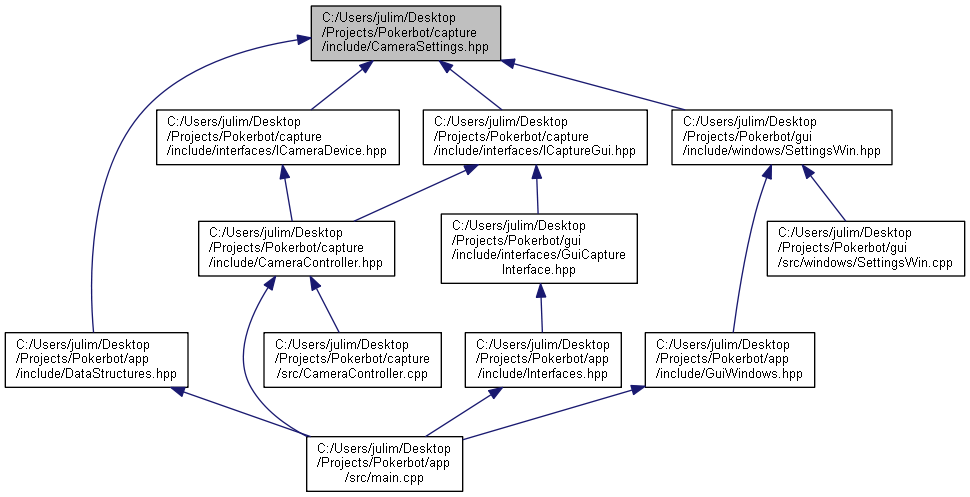 C:/Users/julim/Desktop
/Projects/Pokerbot/capture
/include/CameraSettings.hpp
C:/Users/julim/Desktop
/Projects/Pokerbot/capture
/include/interfaces/ICameraDevice.hpp
C:/Users/julim/Desktop
/Projects/Pokerbot/capture
/include/interfaces/ICaptureGui.hpp
C:/Users/julim/Desktop
/Projects/Pokerbot/gui
/include/windows/SettingsWin.hpp
C:/Users/julim/Desktop
/Projects/Pokerbot/capture
/include/CameraController.hpp
C:/Users/julim/Desktop
/Projects/Pokerbot/gui
/include/interfaces/GuiCapture
Interface.hpp
C:/Users/julim/Desktop
/Projects/Pokerbot/gui
/src/windows/SettingsWin.cpp
C:/Users/julim/Desktop
/Projects/Pokerbot/app
/include/DataStructures.hpp
C:/Users/julim/Desktop
/Projects/Pokerbot/capture
/src/CameraController.cpp
C:/Users/julim/Desktop
/Projects/Pokerbot/app
/include/Interfaces.hpp
C:/Users/julim/Desktop
/Projects/Pokerbot/app
/include/GuiWindows.hpp
C:/Users/julim/Desktop
/Projects/Pokerbot/app
/src/main.cpp